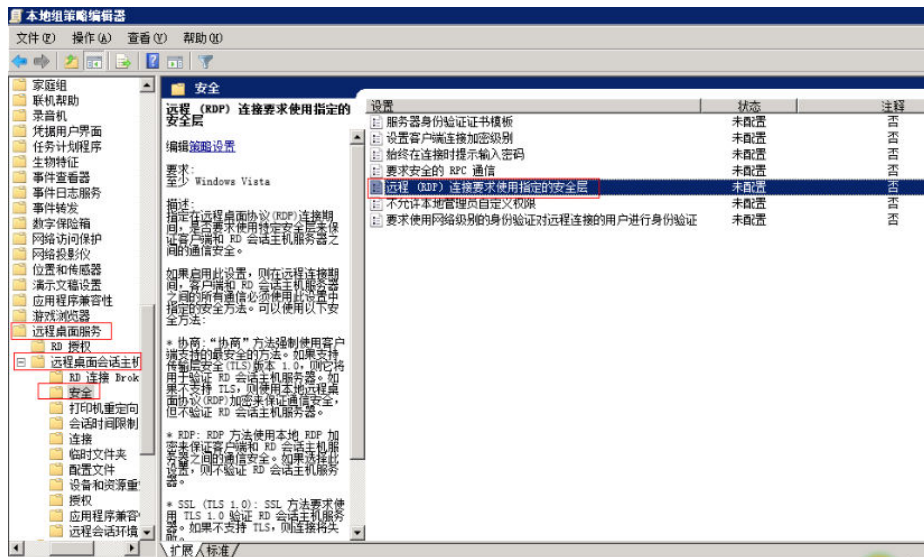 本地组策略编辑器
文件(F) 操作(A) 查看(V) 帮助(H)
家庭组
联机帮助
录音机
凭据用户界面
任务计划程序
生物特征
事件查看器
事件日志服务
事件转发
数字保险箱
网络访问保护
网络投影仪
位置和传感器
演示文稿设置
应用程序兼容性
游戏浏览器
远程桌面服务
RD 授权
远程桌面会话主机
RD 连接 Brok
安全
打印机重定向
会话时间限制
连接
临时文件夹
配置文件
设备和资源重
授权
应用程序兼容
远程会话环境
安全
远程 (RDP) 连接要求使用指定的
安全层
编辑策略设置
要求:
至少 Windows Vista
描述:
指定在远程桌面协议(RDP)连接期
间,是否要求使用特定安全层来保
证客户端和 RD 会话主机服务器之
间的通信安全。
如果启用此设置,则在远程连接期
间,客户端和 RD 会话主机服务器
之间的所有通信必须使用此设置中
指定的安全方法。可以使用以下安
全方法:
* 协商:“协商”方法强制使用客户
端支持的最安全的方法。如果支持
传输层安全(TLS)版本 1.0,则它将
用于验证 RD 会话主机服务器。如
果不支持 TLS,则使用本地远程桌
面协议(RDP)加密来保证通信安全,
但不验证 RD 会话主机服务器。
* RDP: RDP 方法使用本地 RDP 加
密来保证客户端和 RD 会话主机服
务器之间的通信安全。如果选择此
设置,则不验证 RD 会话主机服务
器。
* SSL (TLS 1.0): SSL 方法要求使
用 TLS 1.0 验证 RD 会话主机服务
器。如果不支持 TLS,则连接将失
败。
设置 状态 注释
服务器身份验证证书模板 未配置 否
设置客户端连接加密级别 未配置 否
始终在连接时提示输入密码 未配置 否
要求安全的 RPC 通信 未配置 否
远程 (RDP) 连接要求使用指定的安全层 未配置 否
不允许本地管理员自定义权限 未配置 否
要求使用网络级别的身份验证对远程连接的用户进行身份验证 未配置 否
扩展 标准